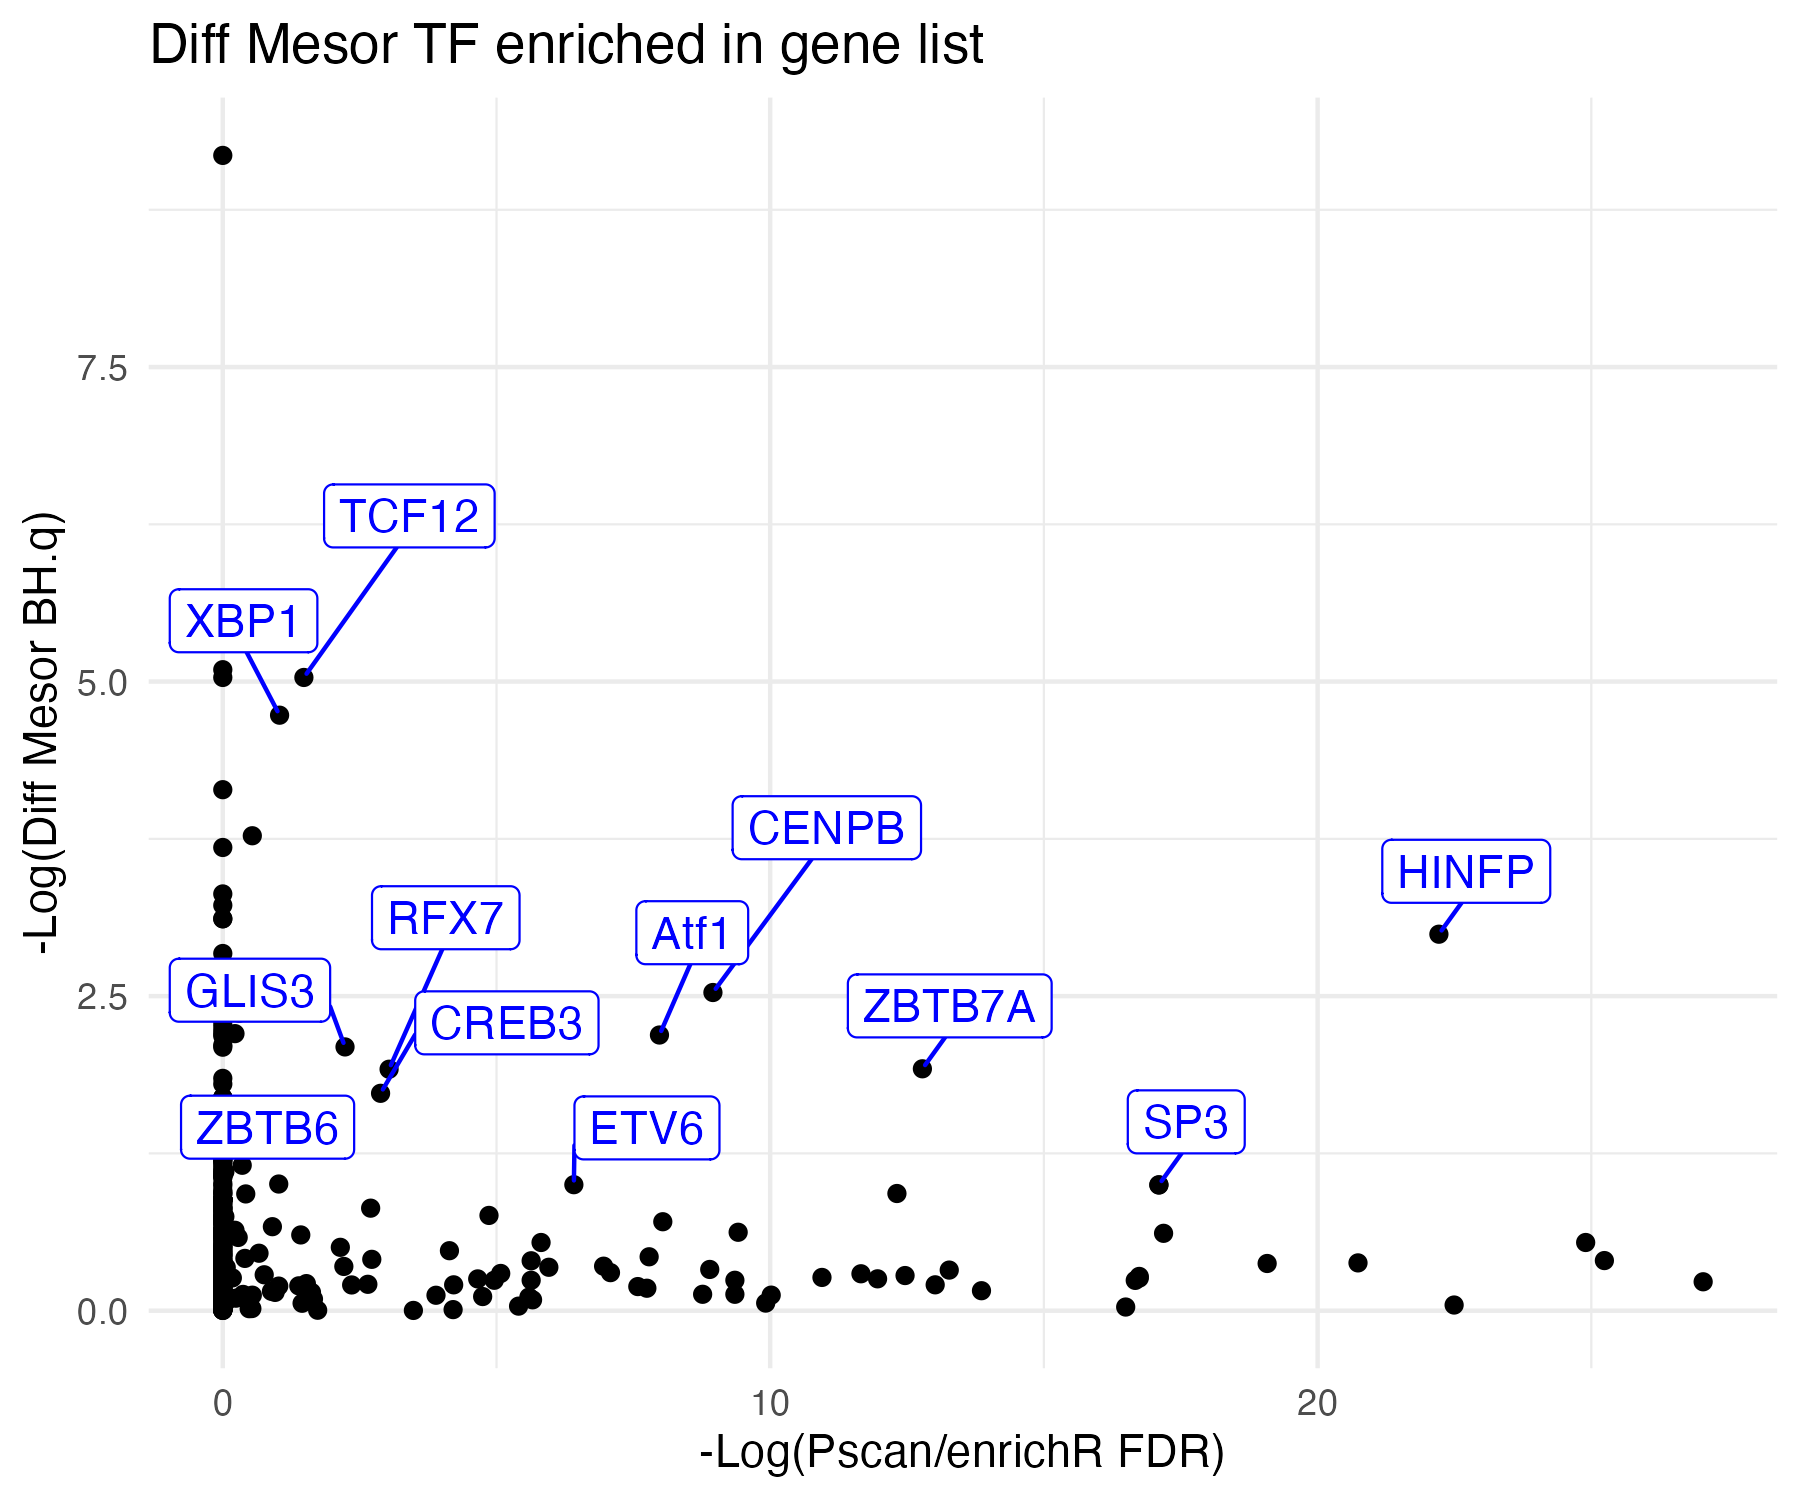 Diff Mesor TF enriched in gene list
-Log(Diff Mesor BH.q)
7.5
5.0
2.5
0.0
TCF12
XBP1
CENPB
HINFP
RFX7
Atf1
GLIS3
CREB3
ZBTB7A
ZBTB6
ETV6
SP3
0
10
20
-Log(Pscan/enrichR FDR)